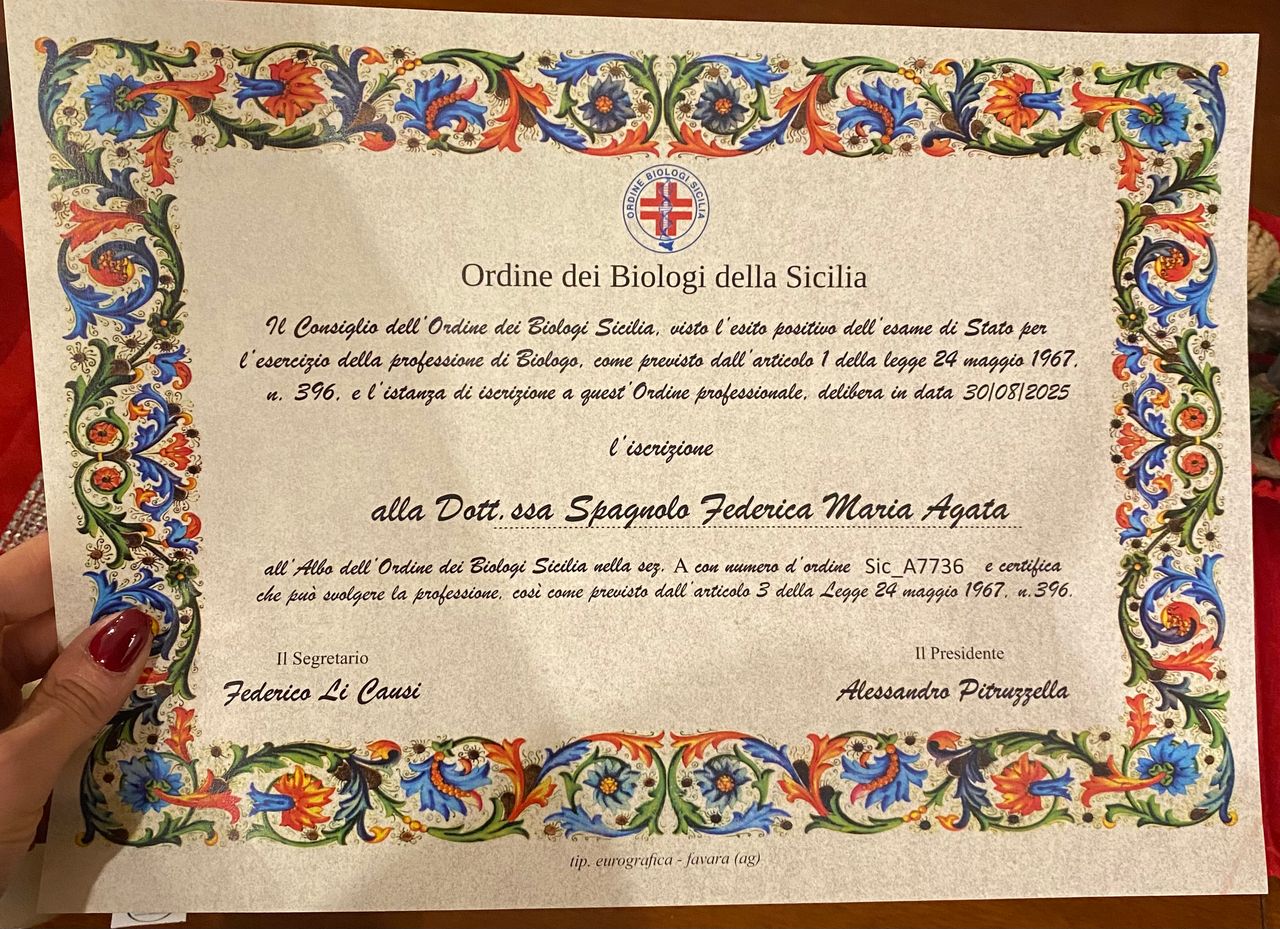 ORDINE BIOLOGI SICILIA
Ordine dei Biologi della Sicilia
Il Consiglio dell'Ordine dei Biologi Sicilia, visto l'esito positivo dell'esame di Stato per
l'esercizio della professione di Biologo, come previsto dall'articolo 1 della legge 24 maggio 1967,
n. 396, e l'istanza di iscrizione a quest'Ordine professionale, delibera in data 30/08/2025
l'iscrizione
alla Dott.ssa Spagnolo Federica Maria Agata
all'Albo dell'Ordine dei Biologi Sicilia nella sez. A con numero d'ordine Sic_A7736 e certifica
che può svolgere la professione, così come previsto dall'articolo 3 della Legge 24 maggio 1967, n.396.
Il Segretario
Federico Li Causi
Il Presidente
Alessandro Pitruzzella
tip. eurografica - favara (ag)